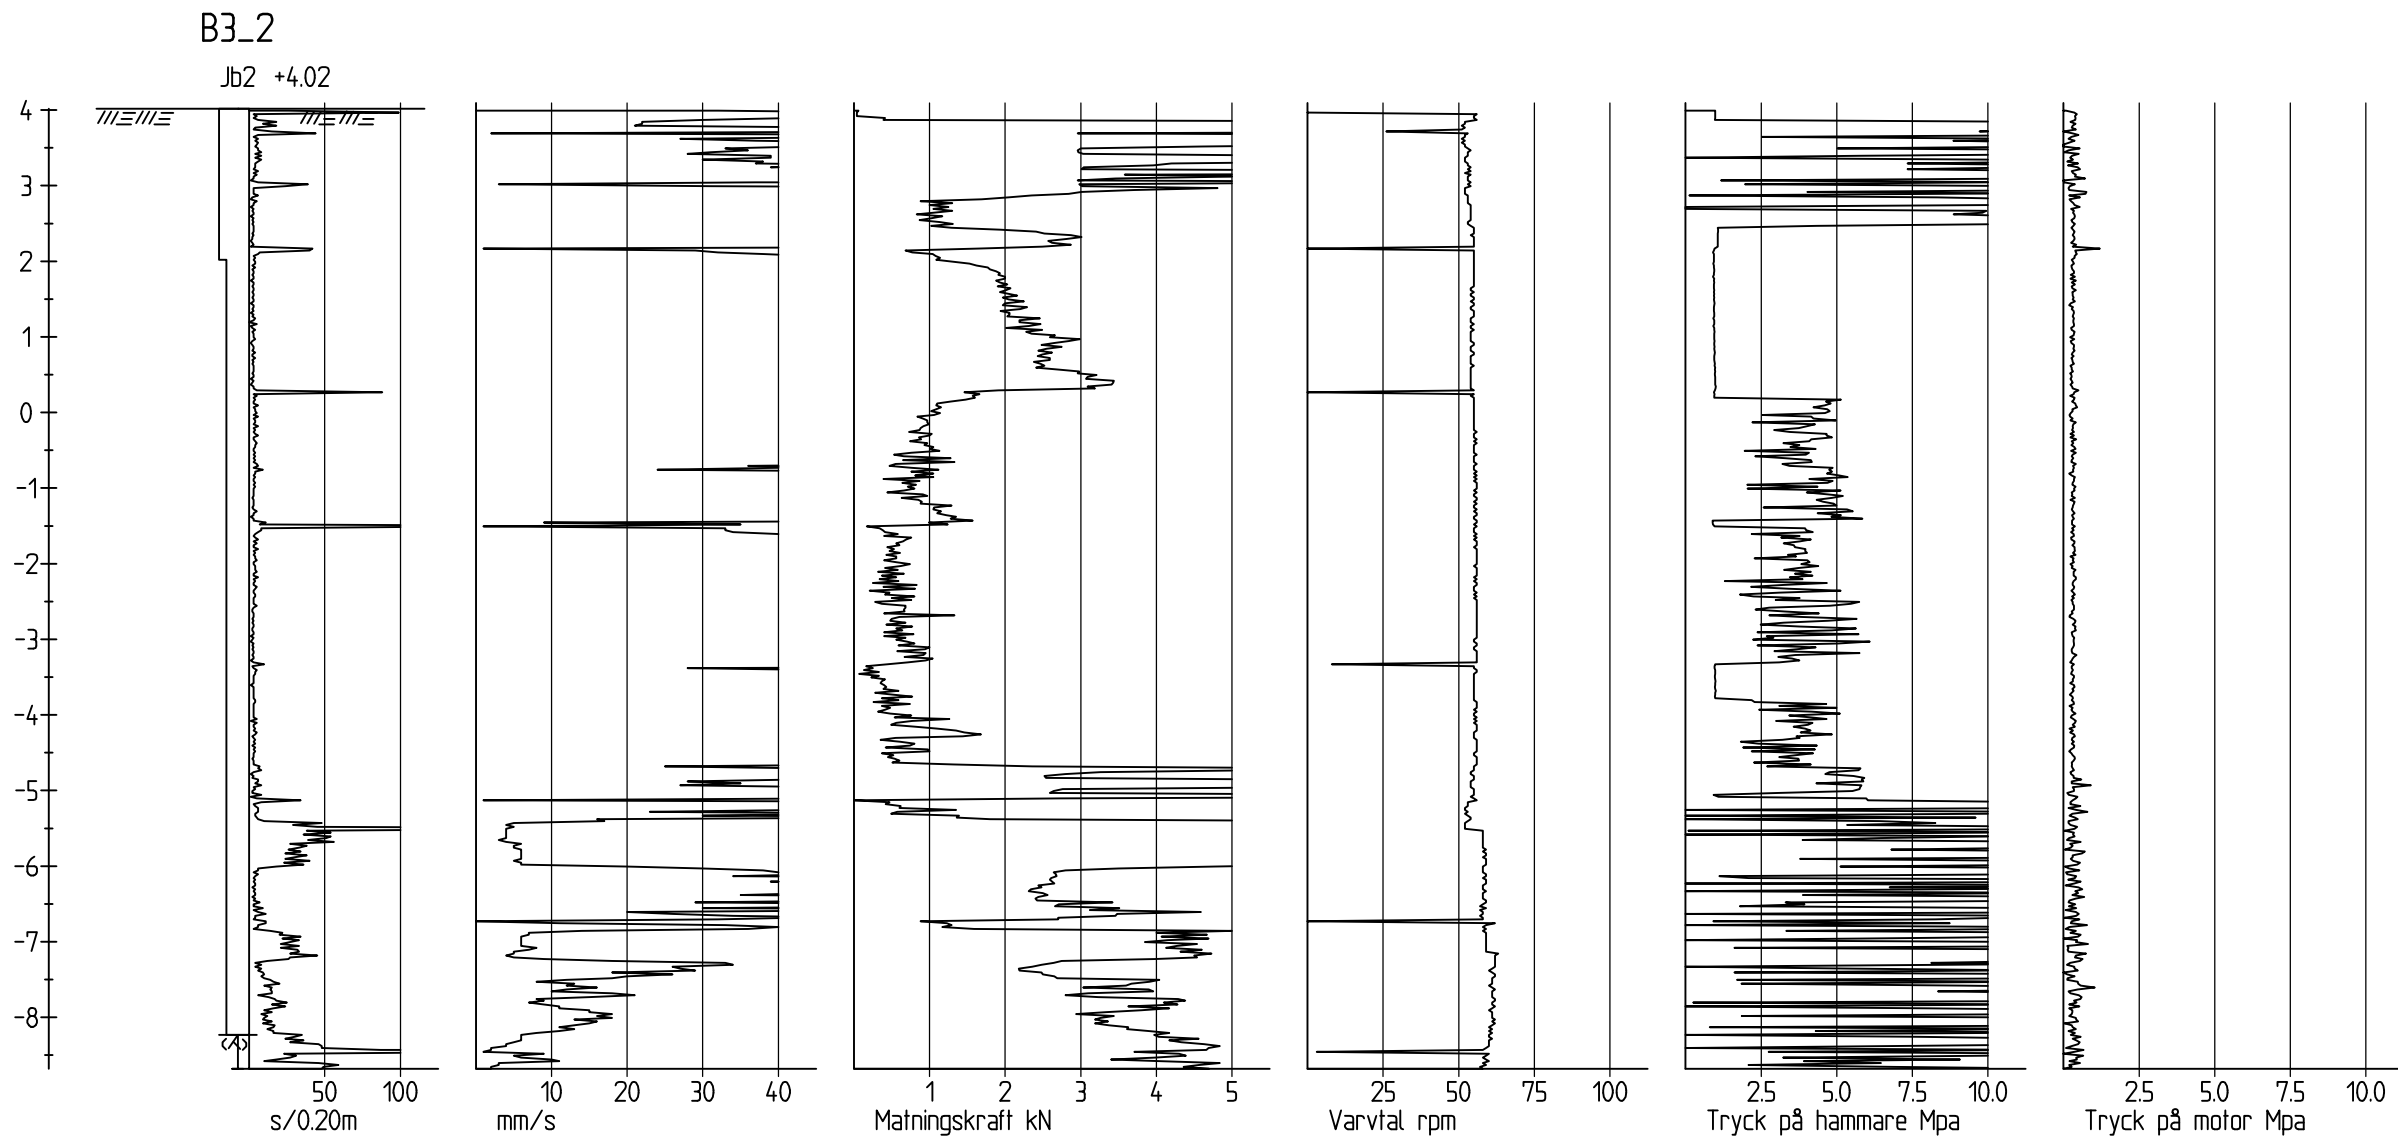 B3_2
Jb2 +4.02
4
3
2
1
0
-1
-2
-3
-4
-5
-6
-7
-8
50 100
s/0.20m
10 20 30 40
mm/s
1 2 3 4 5
Matningskraft kN
25 50 75 100
Varvtal rpm
2.5 5.0 7.5 10.0
Tryck på hammare Mpa
2.5 5.0 7.5 10.0
Tryck på motor Mpa